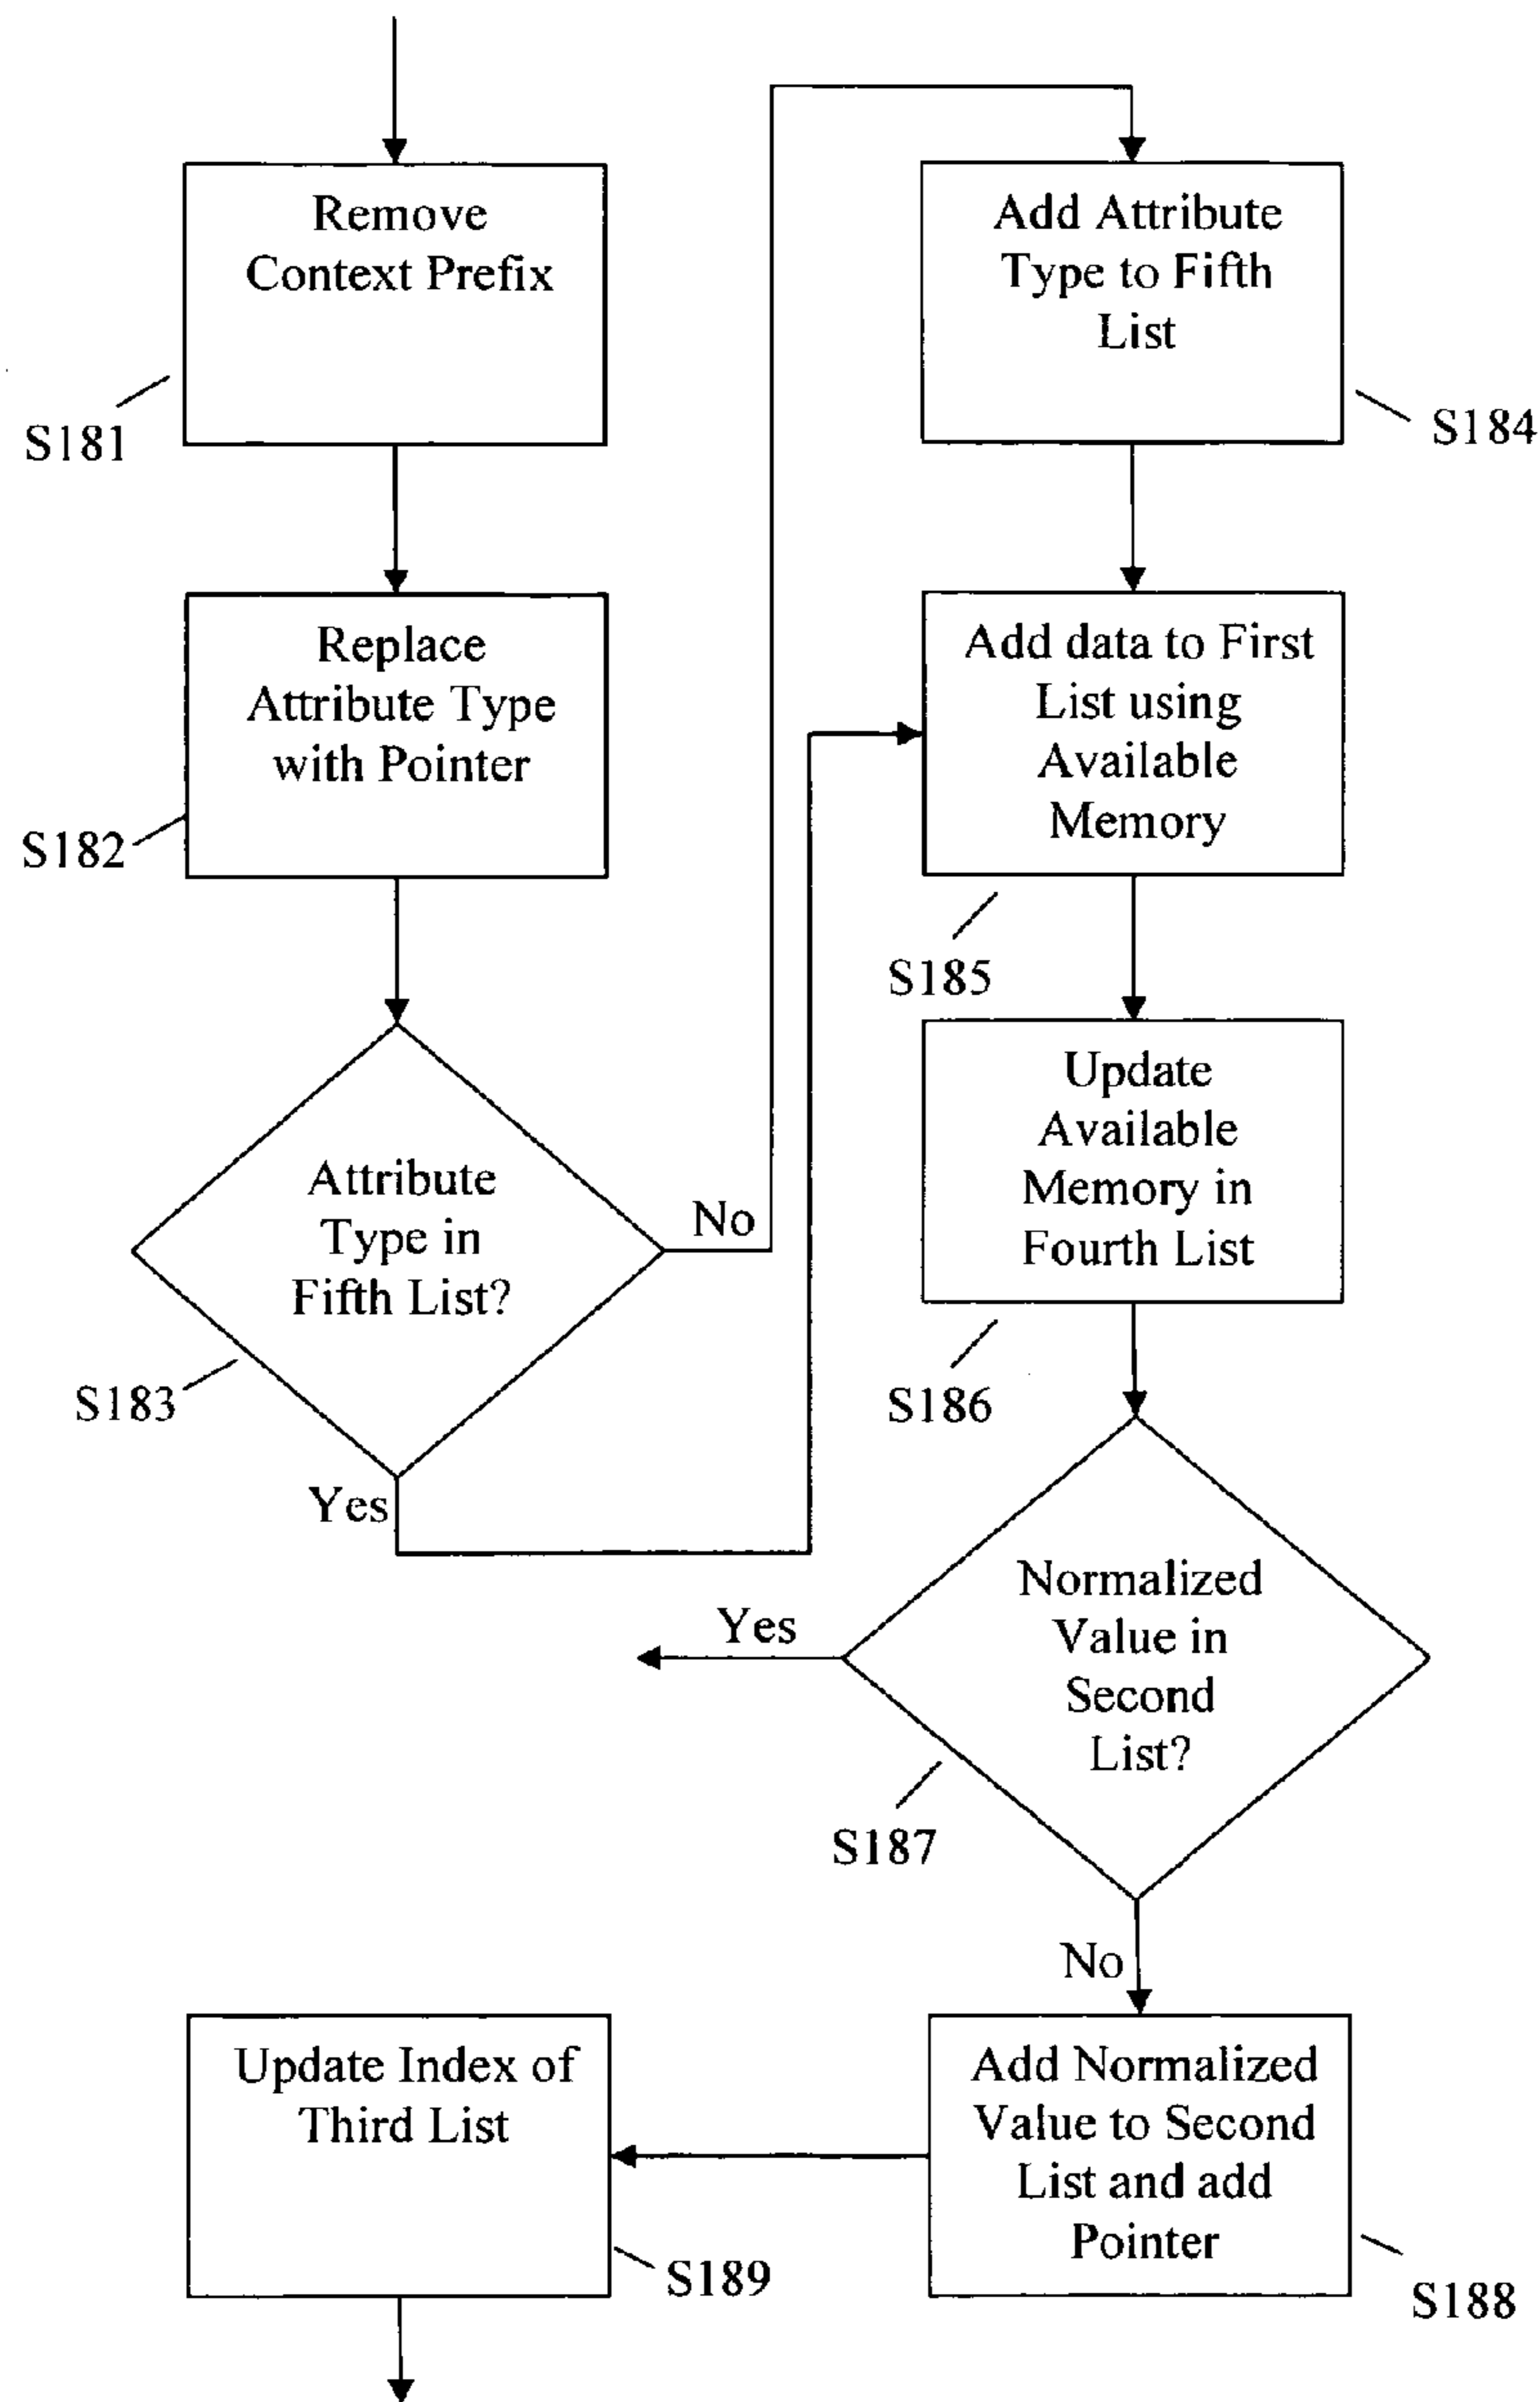 Remove
Context Prefix
S181
Replace
Attribute Type
with Pointer
S182
Attribute
Type in
Fifth List?
S183
No
Yes
Add Attribute
Type to Fifth
List
S184
Add data to First
List using
Available
Memory
S185
Update
Available
Memory in
Fourth List
S186
Normalized
Value in
Second
List?
S187
Yes
No
Add Normalized
Value to Second
List and add
Pointer
S188
Update Index of
Third List
S189